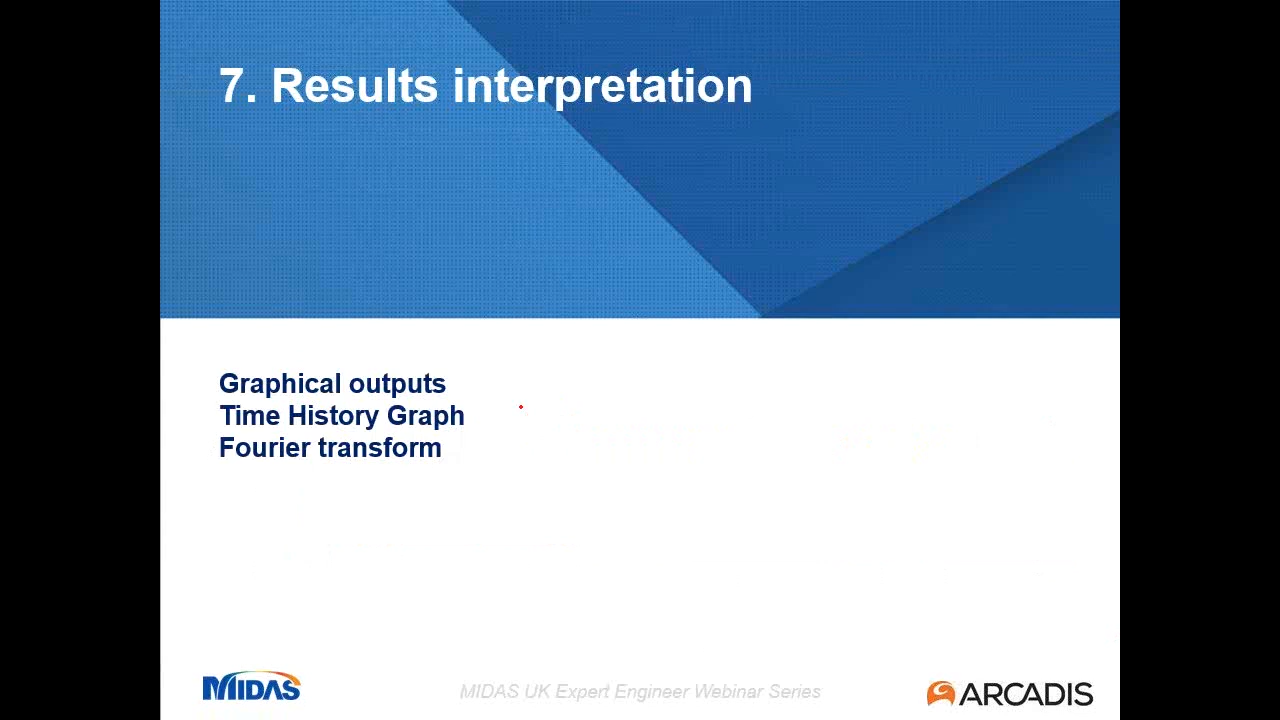 7. Results interpretation
Graphical outputs
Time History Graph
Fourier transform
MIDAS
MIDAS UK Expert Engineer Webinar Series
ARCADIS